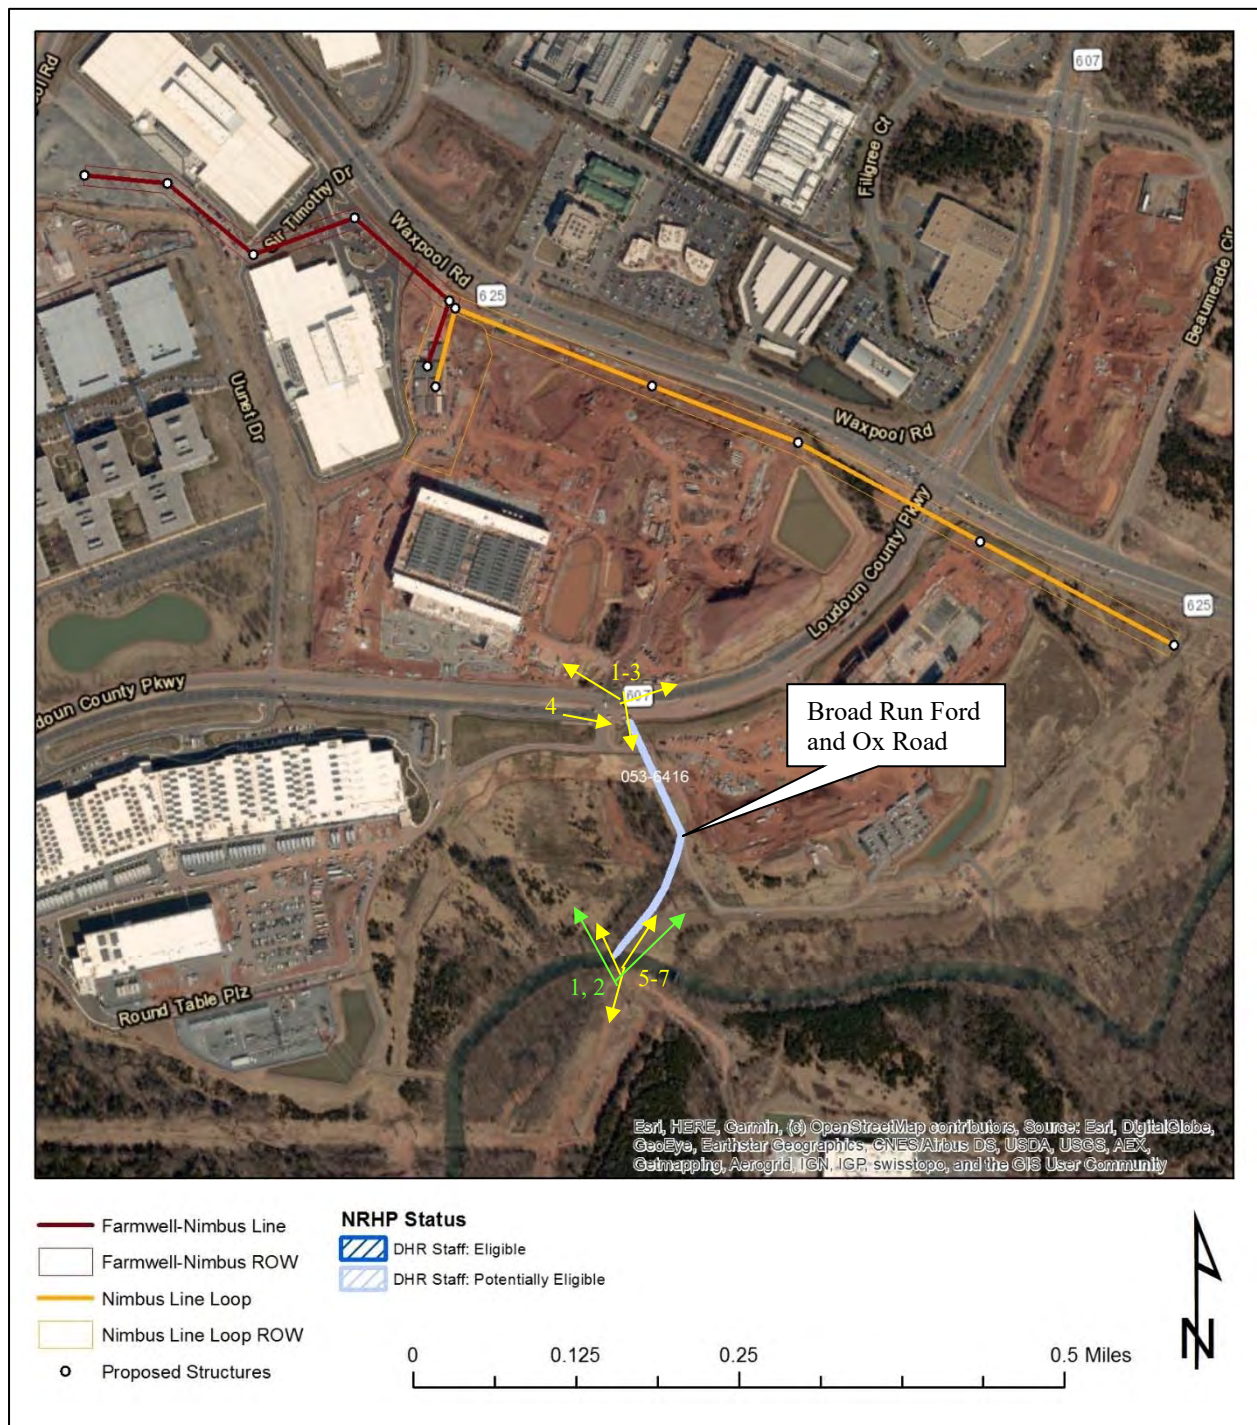 607
ool Rd
Fillgree Ct
Sir Timothy Dr
Waxpool Rd
625
Beaumeade Cir
Uunet Dr
Waxpool Rd
Loudoun County Pkwy
625
1-3
607
4
doun County Pkwy
Broad Run Ford
and Ox Road
053-6416
1, 2
5-7
Round Table Plz
Esri, HERE, Garmin, (c) OpenStreetMap contributors, Source: Esri, DigitalGlobe,
GeoEye, Earthstar Geographics, CNES/Airbus DS, USDA, USGS, AEX,
Getmapping, Aerogrid, IGN, IGP, swisstopo, and the GIS User Community
Farmwell-Nimbus Line
Farmwell-Nimbus ROW
Nimbus Line Loop
Nimbus Line Loop ROW
Proposed Structures
NRHP Status
DHR Staff: Eligible
DHR Staff: Potentially Eligible
0 0.125 0.25 0.5 Miles
N